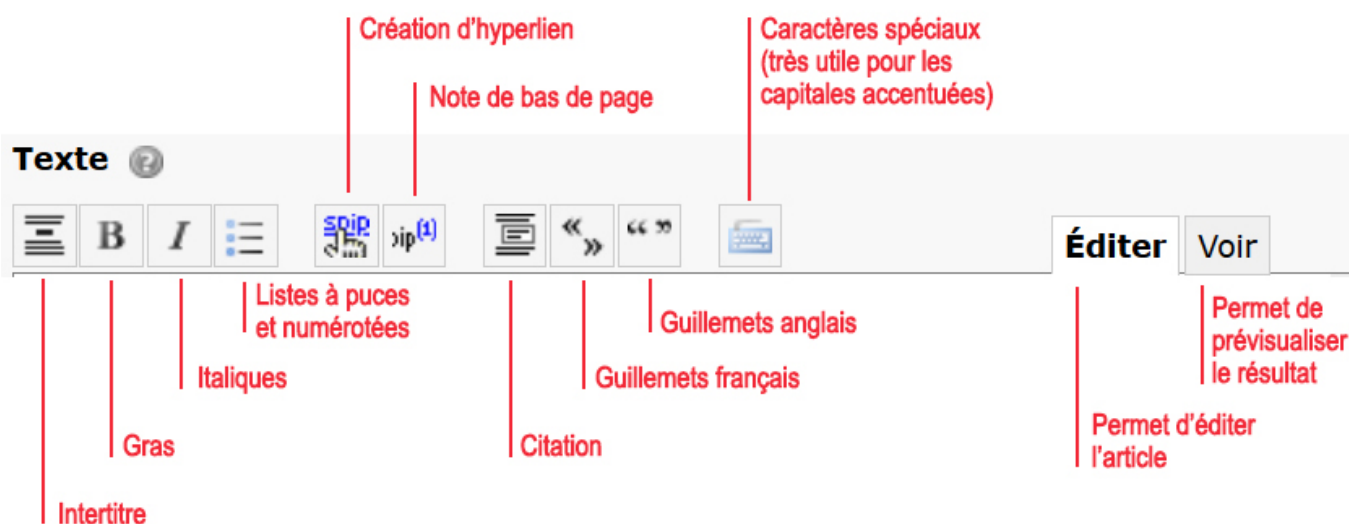 Création d'hyperlien
Caractères spéciaux
(très utile pour les
capitales accentuées)
Note de bas de page
Texte ?
B I spip ip(1) « » “ ” Éditer Voir
Listes à puces
et numérotées
Guillemets anglais
Permet de
prévisualiser
le résultat
Italiques
Guillemets français
Permet d'éditer
l'article
Gras
Citation
Intertitre